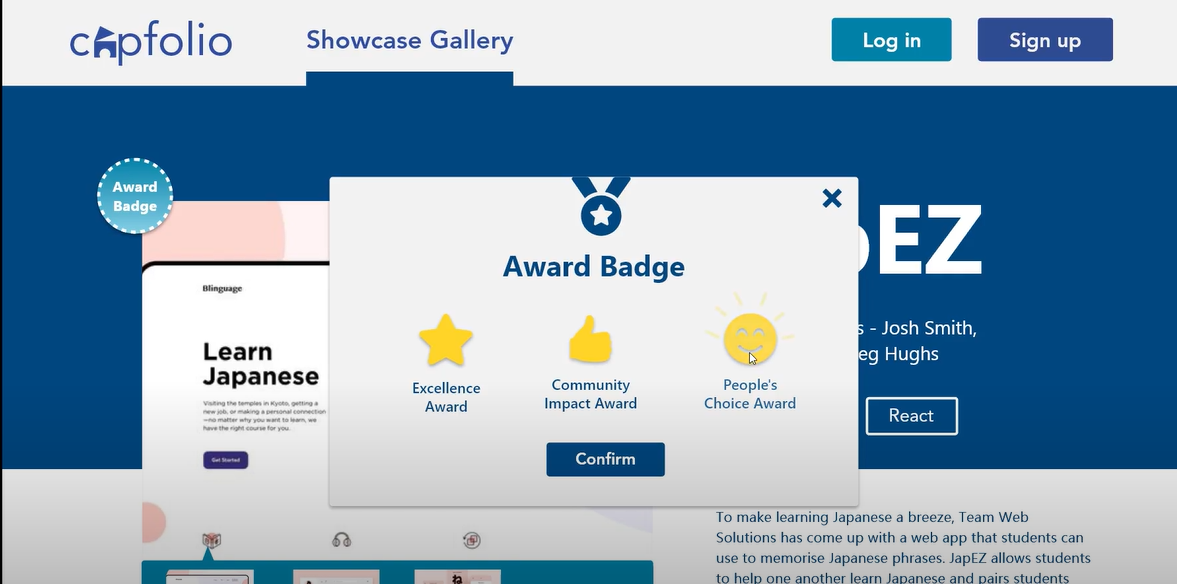 capfolio
Showcase Gallery
Log in
Sign up
Award
Badge
Award Badge
Excellence
Award
Community
Impact Award
People's
Choice Award
Confirm
EZ
s - Josh Smith,
eg Hughs
React
Blinguage
Learn
Japanese
Visiting the temples in Kyoto, getting a
new job, or making a personal connection
—no matter why you want to learn, we
have the right course for you.
Get Started
To make learning Japanese a breeze, Team Web
Solutions has come up with a web app that students can
use to memorise Japanese phrases. JapEZ allows students
to help one another learn Japanese and pairs students